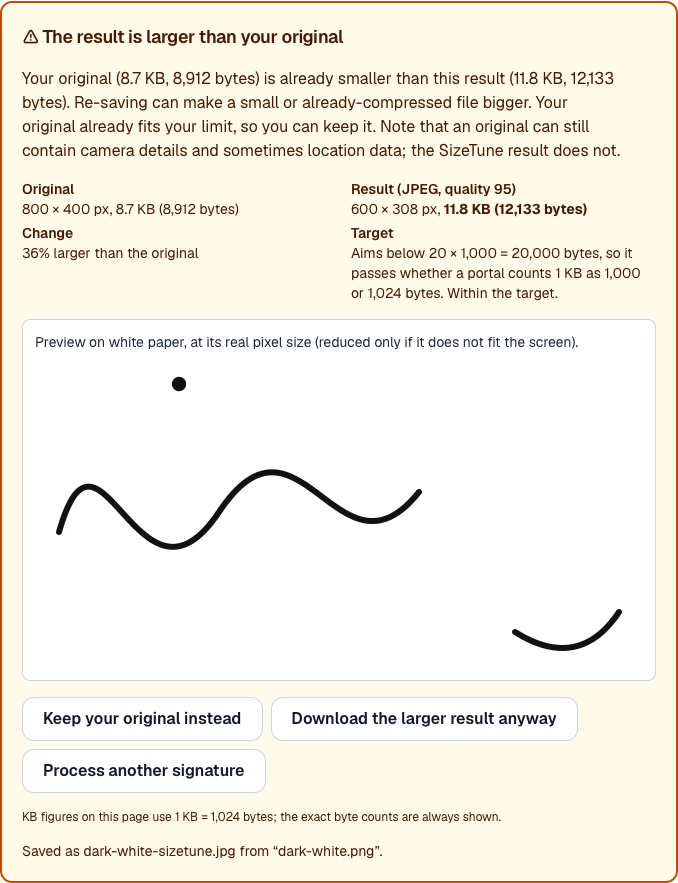 The result is larger than your original
Your original (8.7 KB, 8,912 bytes) is already smaller than this result (11.8 KB, 12,133
bytes). Re-saving can make a small or already-compressed file bigger. Your
original already fits your limit, so you can keep it. Note that an original can still
contain camera details and sometimes location data; the SizeTune result does not.
Original
800 × 400 px, 8.7 KB (8,912 bytes)
Result (JPEG, quality 95)
600 × 308 px, 11.8 KB (12,133 bytes)
Change
36% larger than the original
Target
Aims below 20 × 1,000 = 20,000 bytes, so it
passes whether a portal counts 1 KB as 1,000
or 1,024 bytes. Within the target.
Preview on white paper, at its real pixel size (reduced only if it does not fit the screen).
Keep your original instead
Download the larger result anyway
Process another signature
KB figures on this page use 1 KB = 1,024 bytes; the exact byte counts are always shown.
Saved as dark-white-sizetune.jpg from “dark-white.png”.